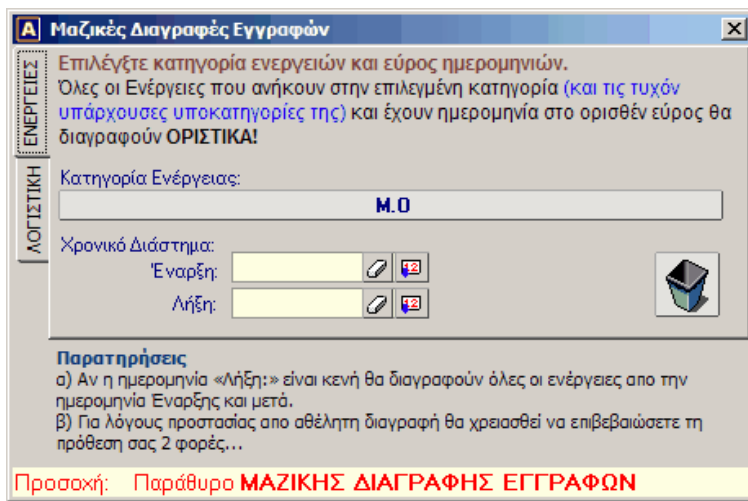 Μαζικές Διαγραφές Εγγραφών
ΕΝΕΡΓΕΙΕΣ
ΛΟΓΙΣΤΙΚΗ
Επιλέγξτε κατηγορία ενεργειών και εύρος ημερομηνιών.
Όλες οι Ενέργειες που ανήκουν στην επιλεγμένη κατηγορία (και τις τυχόν
υπάρχουσες υποκατηγορίες της) και έχουν ημερομηνία στο ορισθέν εύρος θα
διαγραφούν ΟΡΙΣΤΙΚΑ!
Κατηγορία Ενέργειας:
Μ.Ο
Χρονικό Διάστημα:
Έναρξη:
12
Λήξη:
12
Παρατηρήσεις
α) Αν η ημερομηνία «Λήξη:» είναι κενή θα διαγραφούν όλες οι ενέργειες απο την
ημερομηνία Έναρξης και μετά.
β) Για λόγους προστασίας απο αθέλητη διαγραφή θα χρειασθεί να επιβεβαιώσετε τη
πρόθεση σας 2 φορές...
Προσοχή: Παράθυρο ΜΑΖΙΚΗΣ ΔΙΑΓΡΑΦΗΣ ΕΓΓΡΑΦΩΝ